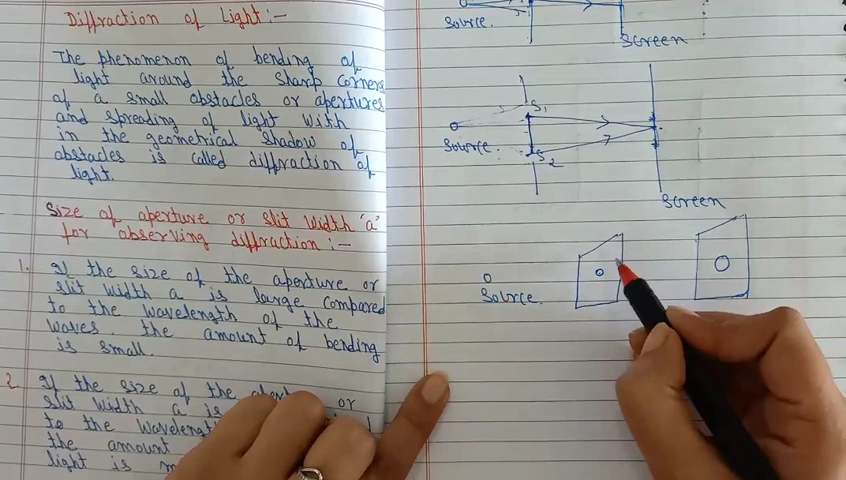 Diffraction of Light:-
The phenomenon of bending of
light around the sharp corners
of a small obstacles or apertures
and spreading of light with
in the geometrical shadow of
obstacles is called diffraction of
light.
Size of aperture or slit width 'a'
for observing diffraction:-
1. If the size of the aperture or
slit width a is large compared
to the wavelength of the
waves. the amount of bending
is small.
2. If the size of the or
slit width a is
to the
the amount
light is
Source
Screen
S1
Source.
S2
Screen
Source.